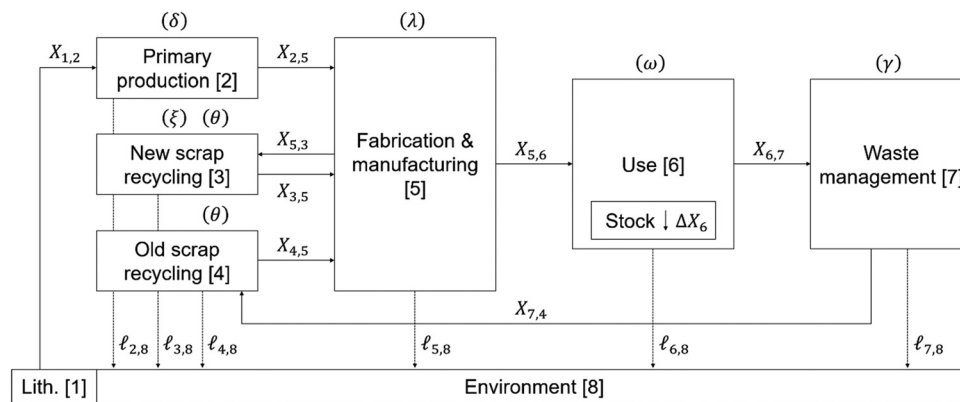 (δ)
(λ)
X1,2
Primary
production [2]
X2,5
(ω)
(γ)
(ξ) (θ)
New scrap
recycling [3]
X5,3
X3,5
Fabrication &
manufacturing
[5]
X5,6
Use [6]
X6,7
Waste
management [7]
(θ)
Stock ↓ ΔX6
Old scrap
recycling [4]
X4,5
X7,4
ℓ2,8
ℓ3,8
ℓ4,8
ℓ5,8
ℓ6,8
ℓ7,8
Lith. [1]
Environment [8]